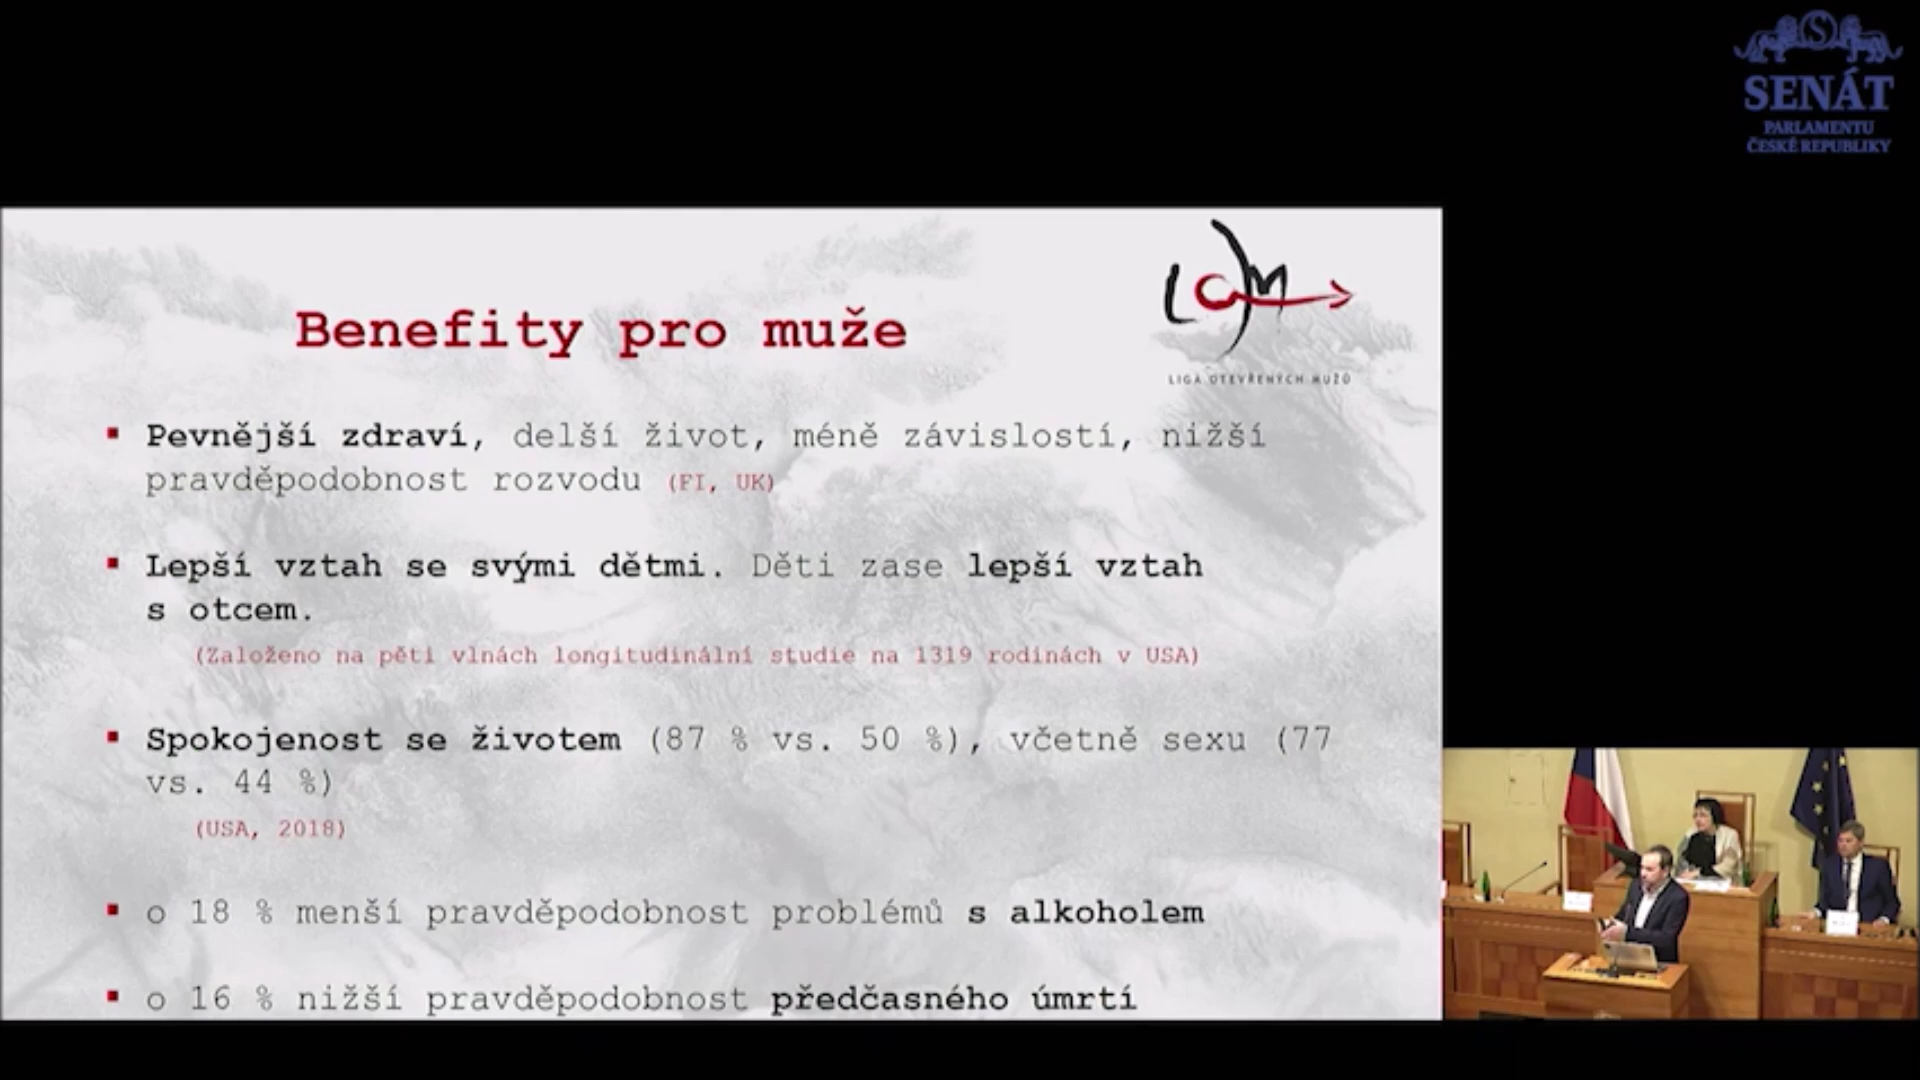 SENÁT
PARLAMENTU
ČESKÉ REPUBLIKY
LOM
LIGA OTEVŘENÝCH MUŽŮ
Benefity pro muže
Pevnější zdraví, delší život, méně závislostí, nižší
pravděpodobnost rozvodu (FI, UK)
Lepší vztah se svými dětmi. Děti zase lepší vztah
s otcem.
(Založeno na pěti vlnách longitudinální studie na 1319 rodinách v USA)
Spokojenost se životem (87 % vs. 50 %), včetně sexu (77
vs. 44 %)
(USA, 2018)
o 18 % menší pravděpodobnost problémů s alkoholem
o 16 % nižší pravděpodobnost předčasného úmrtí